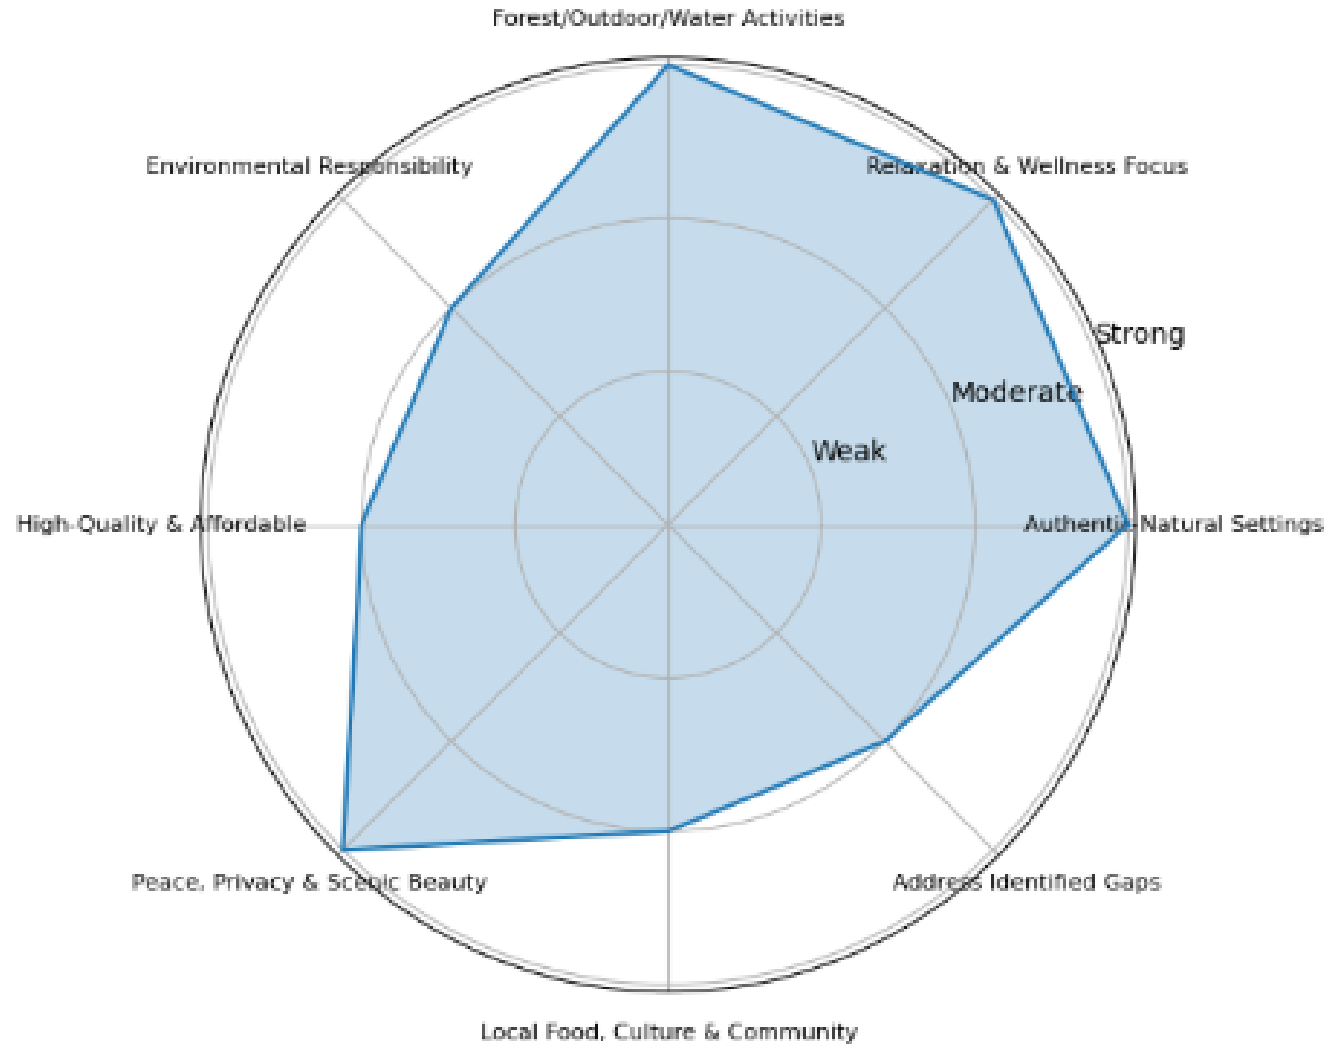 Forest/Outdoor/Water Activities
Environmental Responsibility
Relaxation & Wellness Focus
Strong
Moderate
Weak
High-Quality & Affordable
Authentic Natural Settings
Peace, Privacy & Scenic Beauty
Address Identified Gaps
Local Food, Culture & Community